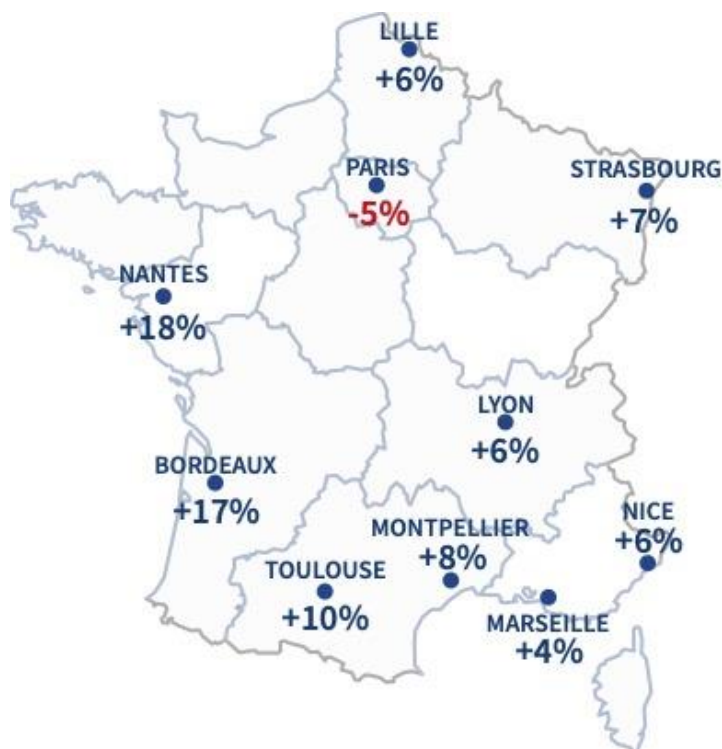 LILLE
+6%
PARIS
-5%
STRASBOURG
+7%
NANTES
+18%
LYON
+6%
BORDEAUX
+17%
NICE
+6%
MONTPELLIER
+8%
TOULOUSE
+10%
MARSEILLE
+4%